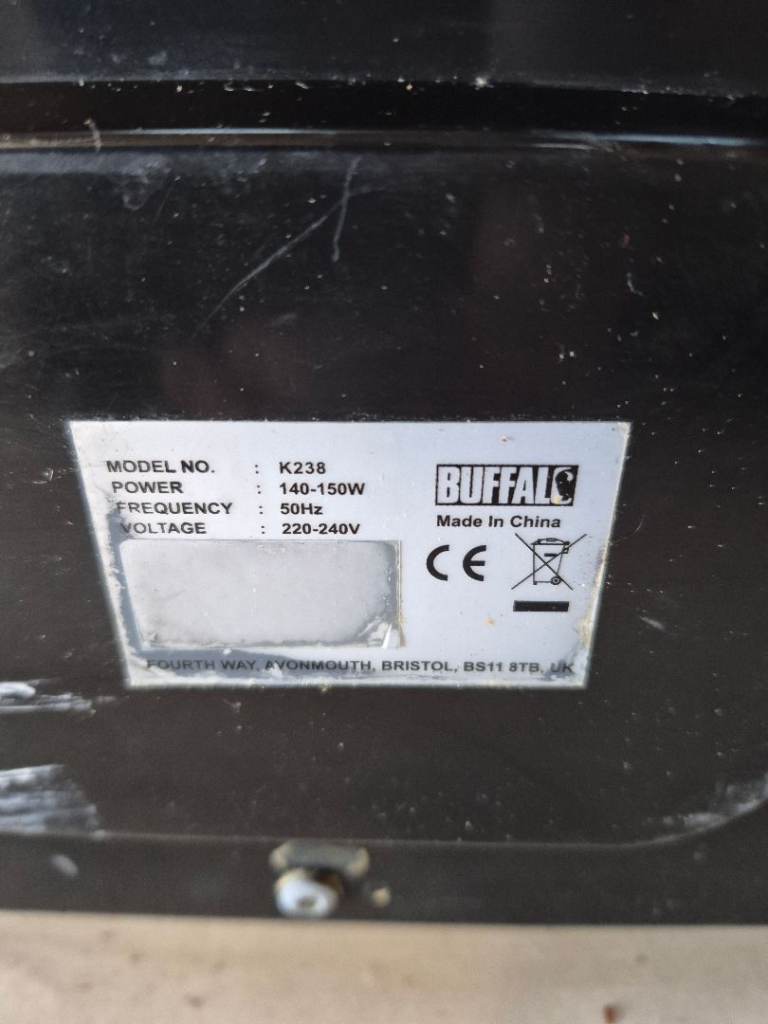 MODEL NO. : K238
POWER : 140-150W
FREQUENCY : 50Hz
VOLTAGE : 220-240V
BUFFALO
Made In China
CE
FOURTH WAY, AVONMOUTH, BRISTOL, BS11 8TB, UK